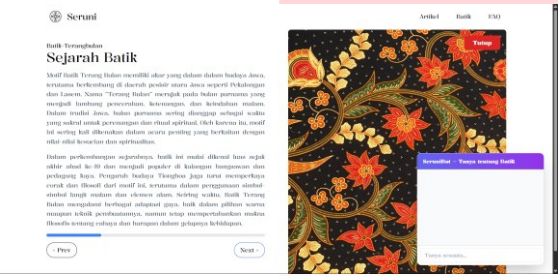 Seruni
Artikel Batik FAQ
Batik-Terangbulan
Sejarah Batik
Motif Batik Terang Bulan memiliki akar yang dalam dalam budaya Jawa,
terutama berkembang di daerah pesisir utara Jawa seperti Pekalongan
dan Lasem. Nama "Terang Bulan" merujuk pada bulan purnama yang
menjadi lambang pencerahan, ketenangan, dan keindahan malam.
Dalam tradisi Jawa, bulan purnama sering dianggap sebagai waktu
yang sakral untuk perenungan dan ritual spiritual. Oleh karena itu, motif
ini sering kali dikenakan dalam acara penting yang berkaitan dengan
nilai-nilai kesucian dan spiritualitas.
Dalam perkembangan sejarahnya, batik ini mulai dikenal luas sejak
akhir abad ke-19 dan menjadi populer di kalangan bangsawan dan
pedagang kaya. Pengaruh budaya Tionghoa juga turut memperkaya
corak dan filosofi dari motif ini, terutama dalam penggunaan simbol-
simbol langit malam dan elemen alam. Seiring waktu, Batik Terang
Bulan mengalami berbagai adaptasi gaya, baik dalam pilihan warna
maupun teknik pembuatannya, namun tetap mempertahankan makna
filosofis tentang cahaya dan harapan dalam gelapnya kehidupan.
‹ Prev
Next ›
Tutup
SeruniBot — Tanya tentang Batik
Tanya sesuatu...